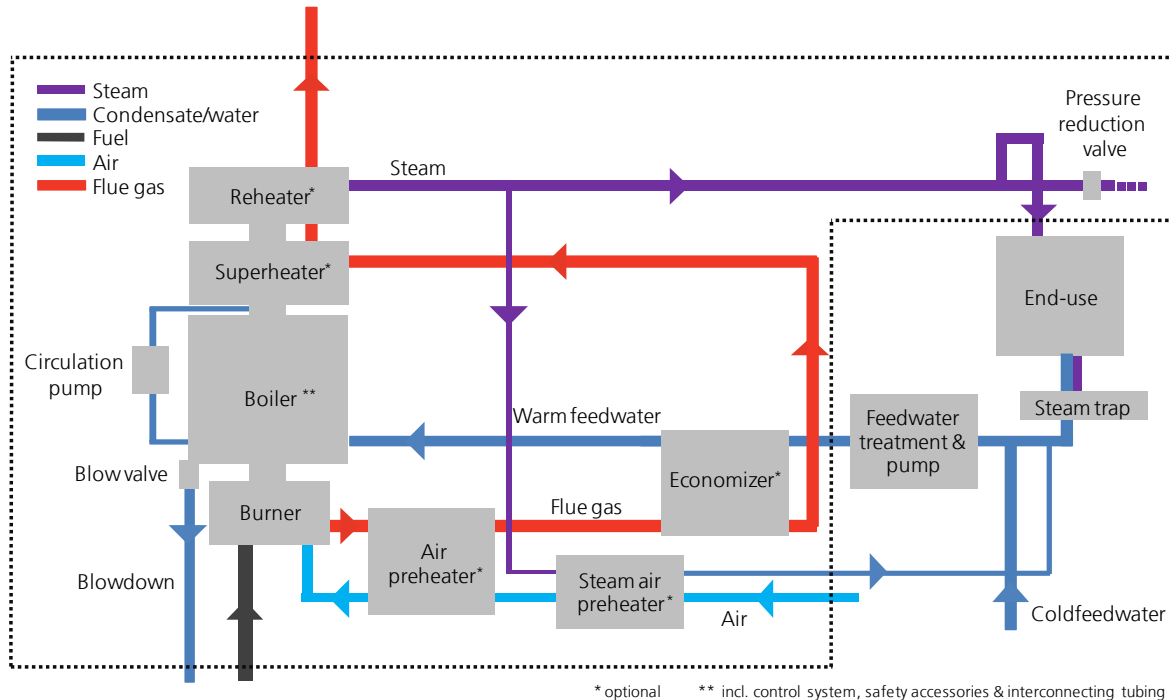 Steam
Condensate/water
Fuel
Air
Flue gas
Pressure
reduction
valve
Steam
Reheater*
Superheater*
End-use
Circulation
pump
Boiler **
Warm feedwater
Feedwater
treatment &
pump
Steam trap
Blow valve
Economizer*
Burner
Flue gas
Air
preheater*
Steam air
preheater*
Blowdown
Air
Coldfeedwater
* optional
** incl. control system, safety accessories & interconnecting tubing